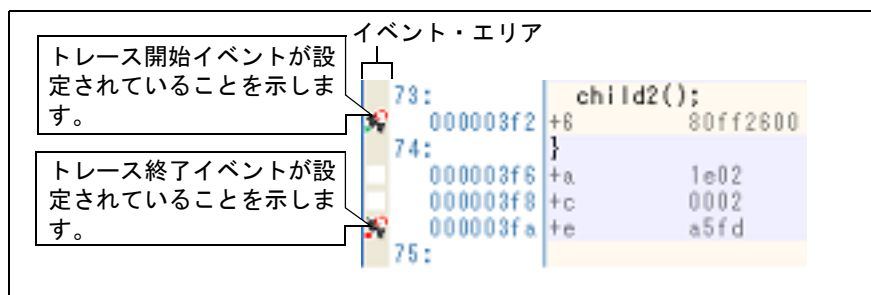 イベント・エリア
トレース開始イベントが設
定されていることを示しま
す。
73: child2();
000003f2 +6 80ff2600
74: }
トレース終了イベントが設
定されていることを示しま
す。
000003f6 +a 1e02
000003f8 +c 0002
000003fa +e a5fd
75: